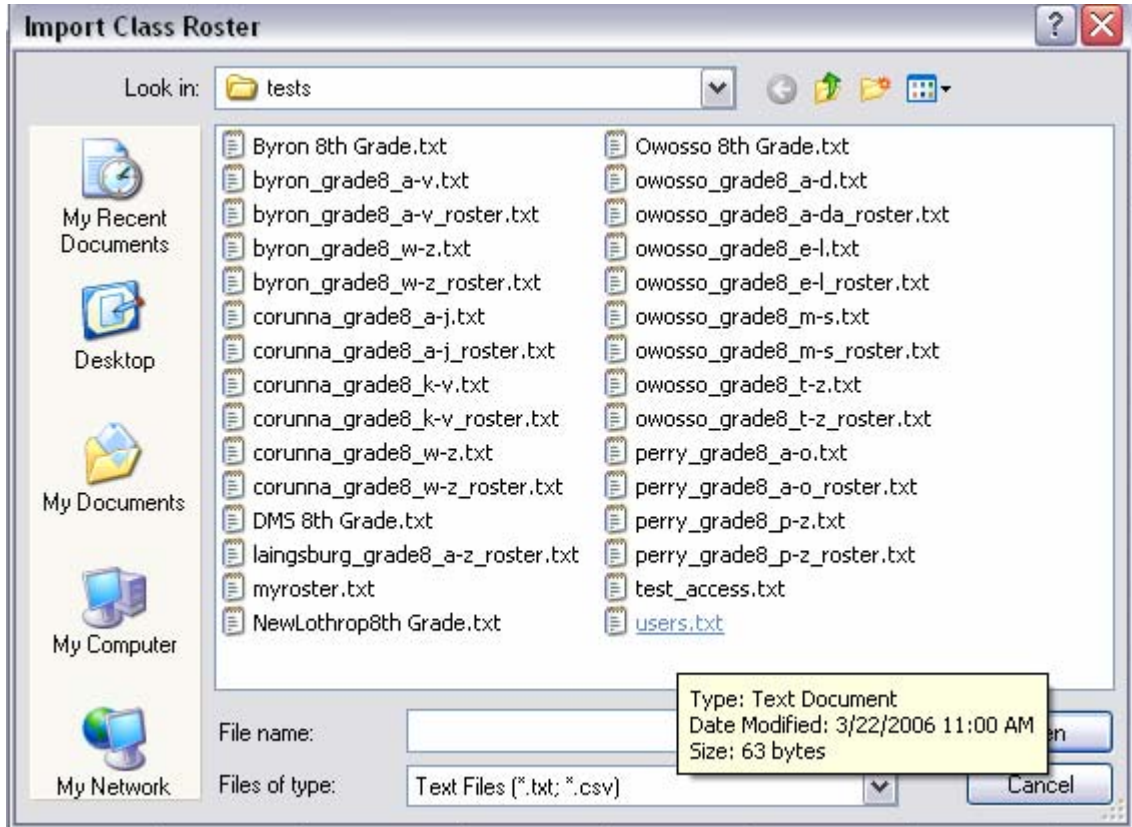 Import Class Roster
Look in:
tests
My Recent
Documents
Desktop
My Documents
My Computer
My Network
Byron 8th Grade.txt
byron_grade8_a-v.txt
byron_grade8_a-v_roster.txt
byron_grade8_w-z.txt
byron_grade8_w-z_roster.txt
corunna_grade8_a-j.txt
corunna_grade8_a-j_roster.txt
corunna_grade8_k-v.txt
corunna_grade8_k-v_roster.txt
corunna_grade8_w-z.txt
corunna_grade8_w-z_roster.txt
DMS 8th Grade.txt
laingsburg_grade8_a-z_roster.txt
myroster.txt
NewLothrop8th Grade.txt
Owosso 8th Grade.txt
owosso_grade8_a-d.txt
owosso_grade8_a-da_roster.txt
owosso_grade8_e-l.txt
owosso_grade8_e-l_roster.txt
owosso_grade8_m-s.txt
owosso_grade8_m-s_roster.txt
owosso_grade8_t-z.txt
owosso_grade8_t-z_roster.txt
perry_grade8_a-o.txt
perry_grade8_a-o_roster.txt
perry_grade8_p-z.txt
perry_grade8_p-z_roster.txt
test_access.txt
users.txt
Type: Text Document
Date Modified: 3/22/2006 11:00 AM
Size: 63 bytes
File name:
en
Files of type:
Text Files (*.txt; *.csv)
Cancel